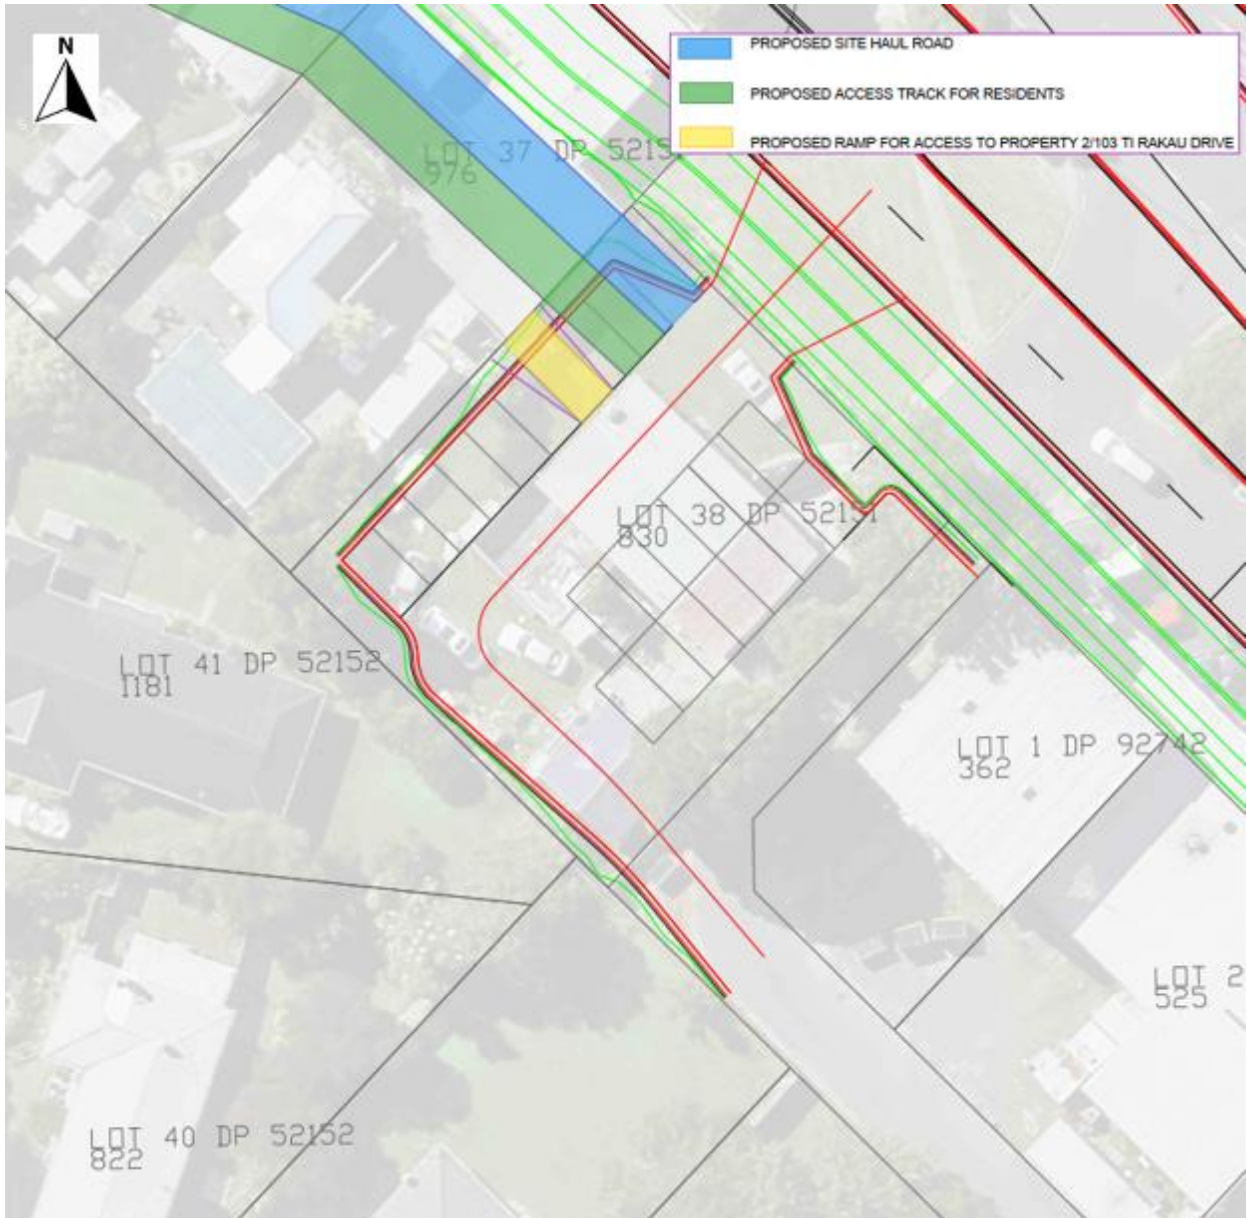 N
PROPOSED SITE HAUL ROAD
PROPOSED ACCESS TRACK FOR RESIDENTS
PROPOSED RAMP FOR ACCESS TO PROPERTY 2/103 TI RAKAU DRIVE
LOT 37 DP 5215
976
LOT 38 DP 52151
830
LOT 41 DP 52152
1181
LOT 1 DP 92742
362
LOT 2
525
LOT 40 DP 52152
822